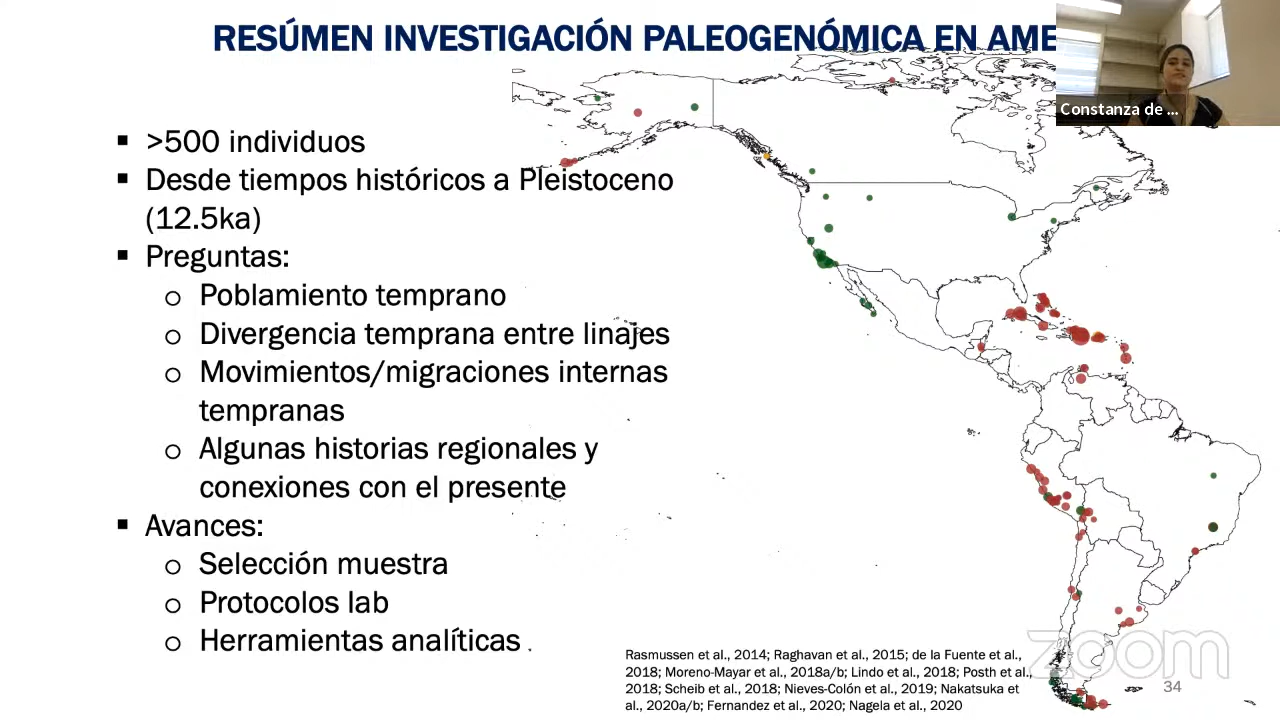 RESÚMEN INVESTIGACIÓN PALEOGENÓMICA EN AME
Constanza de ...
▪ >500 individuos
▪ Desde tiempos históricos a Pleistoceno
(12.5ka)
▪ Preguntas:
o Poblamiento temprano
o Divergencia temprana entre linajes
o Movimientos/migraciones internas
tempranas
o Algunas historias regionales y
conexiones con el presente
▪ Avances:
o Selección muestra
o Protocolos lab
o Herramientas analíticas .
Rasmussen et al., 2014; Raghavan et al., 2015; de la Fuente et al.,
2018; Moreno-Mayar et al., 2018a/b; Lindo et al., 2018; Posth et al.,
2018; Scheib et al., 2018; Nieves-Colón et al., 2019; Nakatsuka et
al., 2020a/b; Fernandez et al., 2020; Nagela et al., 2020
zoom
34